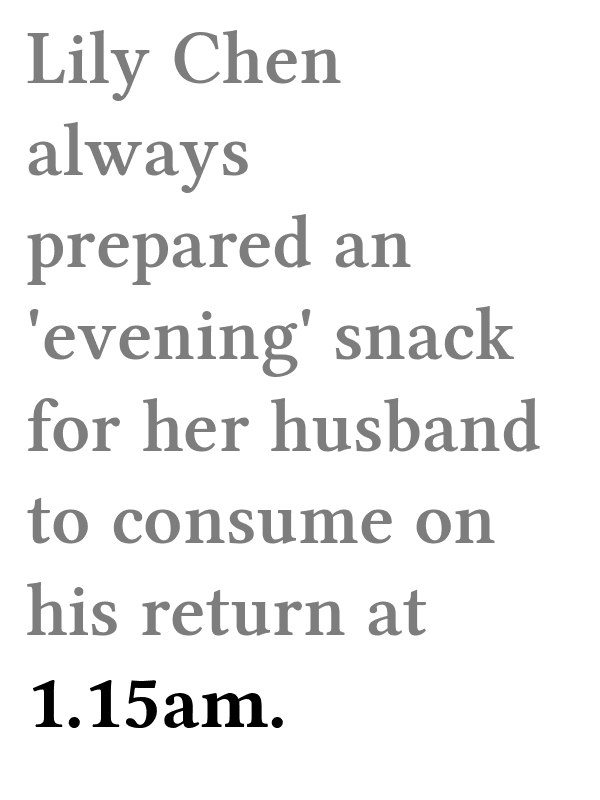 Lily Chen
always
prepared an
'evening' snack
for her husband
to consume on
his return at
1.15am.